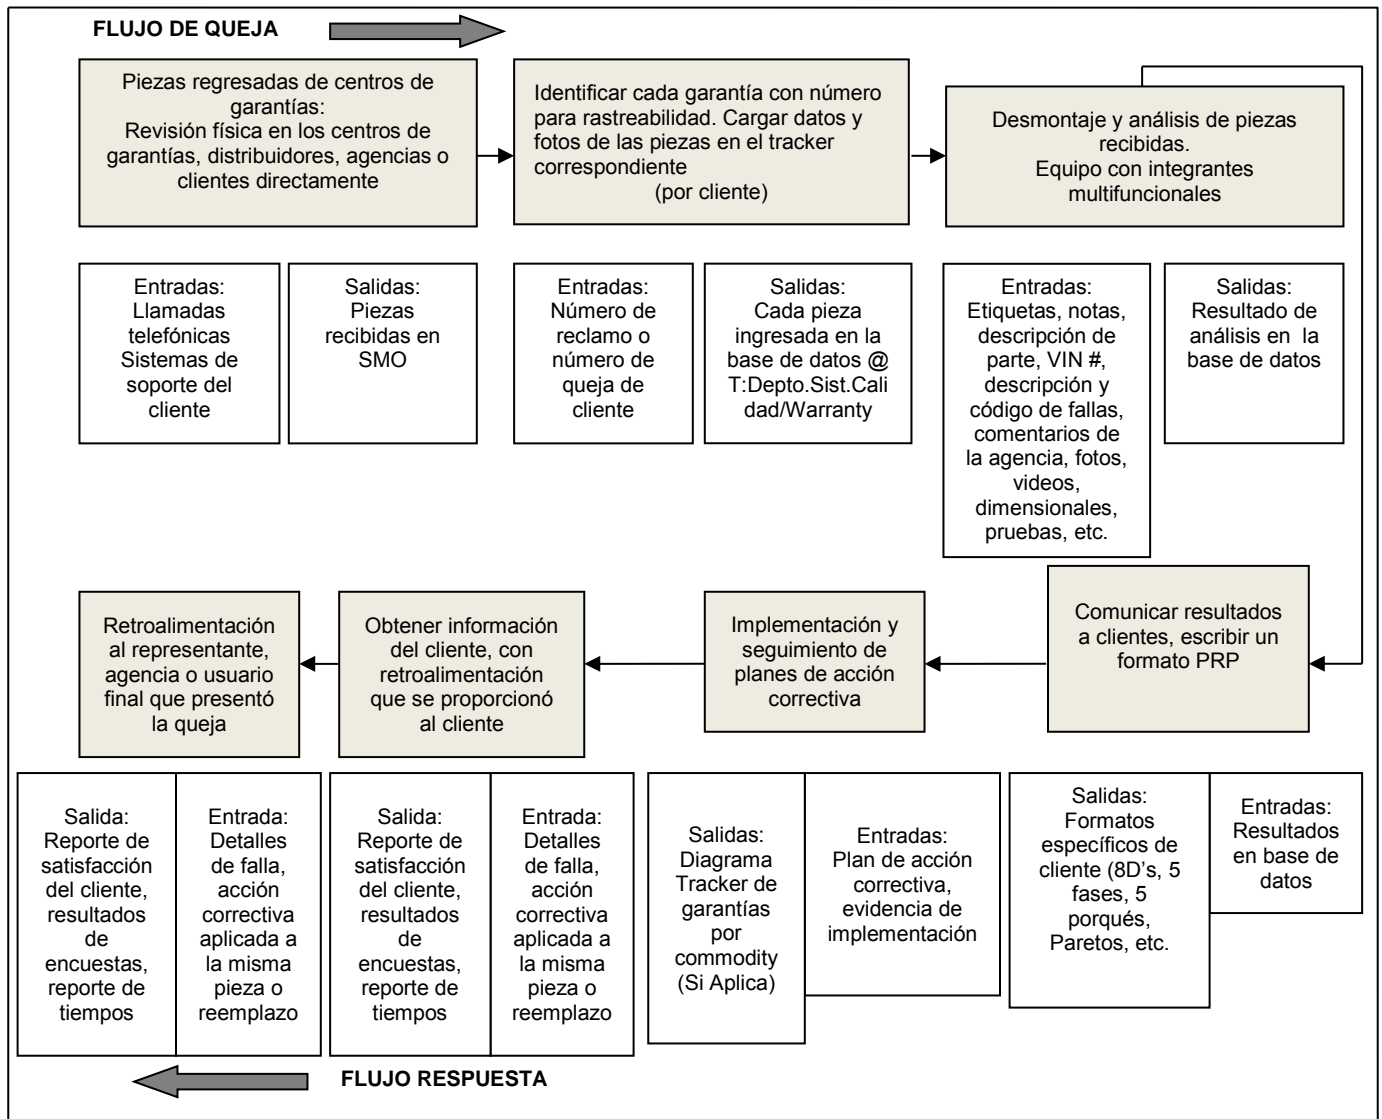 FLUJO DE QUEJA
Piezas regresadas de centros de
garantías:
Revisión física en los centros de
garantías, distribuidores, agencias o
clientes directamente
Identificar cada garantía con número
para rastreabilidad. Cargar datos y
fotos de las piezas en el tracker
correspondiente
(por cliente)
Desmontaje y análisis de piezas
recibidas.
Equipo con integrantes
multifuncionales
Entradas:
Llamadas
telefónicas
Sistemas de
soporte del
cliente
Salidas:
Piezas
recibidas en
SMO
Entradas:
Número de
reclamo o
número de
queja de
cliente
Salidas:
Cada pieza
ingresada en la
base de datos @
T:Depto.Sist.Cali
dad/Warranty
Entradas:
Etiquetas, notas,
descripción de
parte, VIN #,
descripción y
código de fallas,
comentarios de
la agencia, fotos,
videos,
dimensionales,
pruebas, etc.
Salidas:
Resultado de
análisis en la
base de datos
Retroalimentación
al representante,
agencia o usuario
final que presentó
la queja
Obtener información
del cliente, con
retroalimentación
que se proporcionó
al cliente
Implementación y
seguimiento de
planes de acción
correctiva
Comunicar resultados
a clientes, escribir un
formato PRP
Salida:
Reporte de
satisfacción
del cliente,
resultados
de
encuestas,
reporte de
tiempos
Entrada:
Detalles
de falla,
acción
correctiva
aplicada a
la misma
pieza o
reemplazo
Salida:
Reporte de
satisfacción
del cliente,
resultados
de
encuestas,
reporte de
tiempos
Entrada:
Detalles
de falla,
acción
correctiva
aplicada a
la misma
pieza o
reemplazo
Salidas:
Diagrama
Tracker de
garantías
por
commodity
(Si Aplica)
Entradas:
Plan de acción
correctiva,
evidencia de
implementación
Salidas:
Formatos
específicos de
cliente (8D's, 5
fases, 5
porqués,
Paretos, etc.
Entradas:
Resultados
en base de
datos
FLUJO RESPUESTA